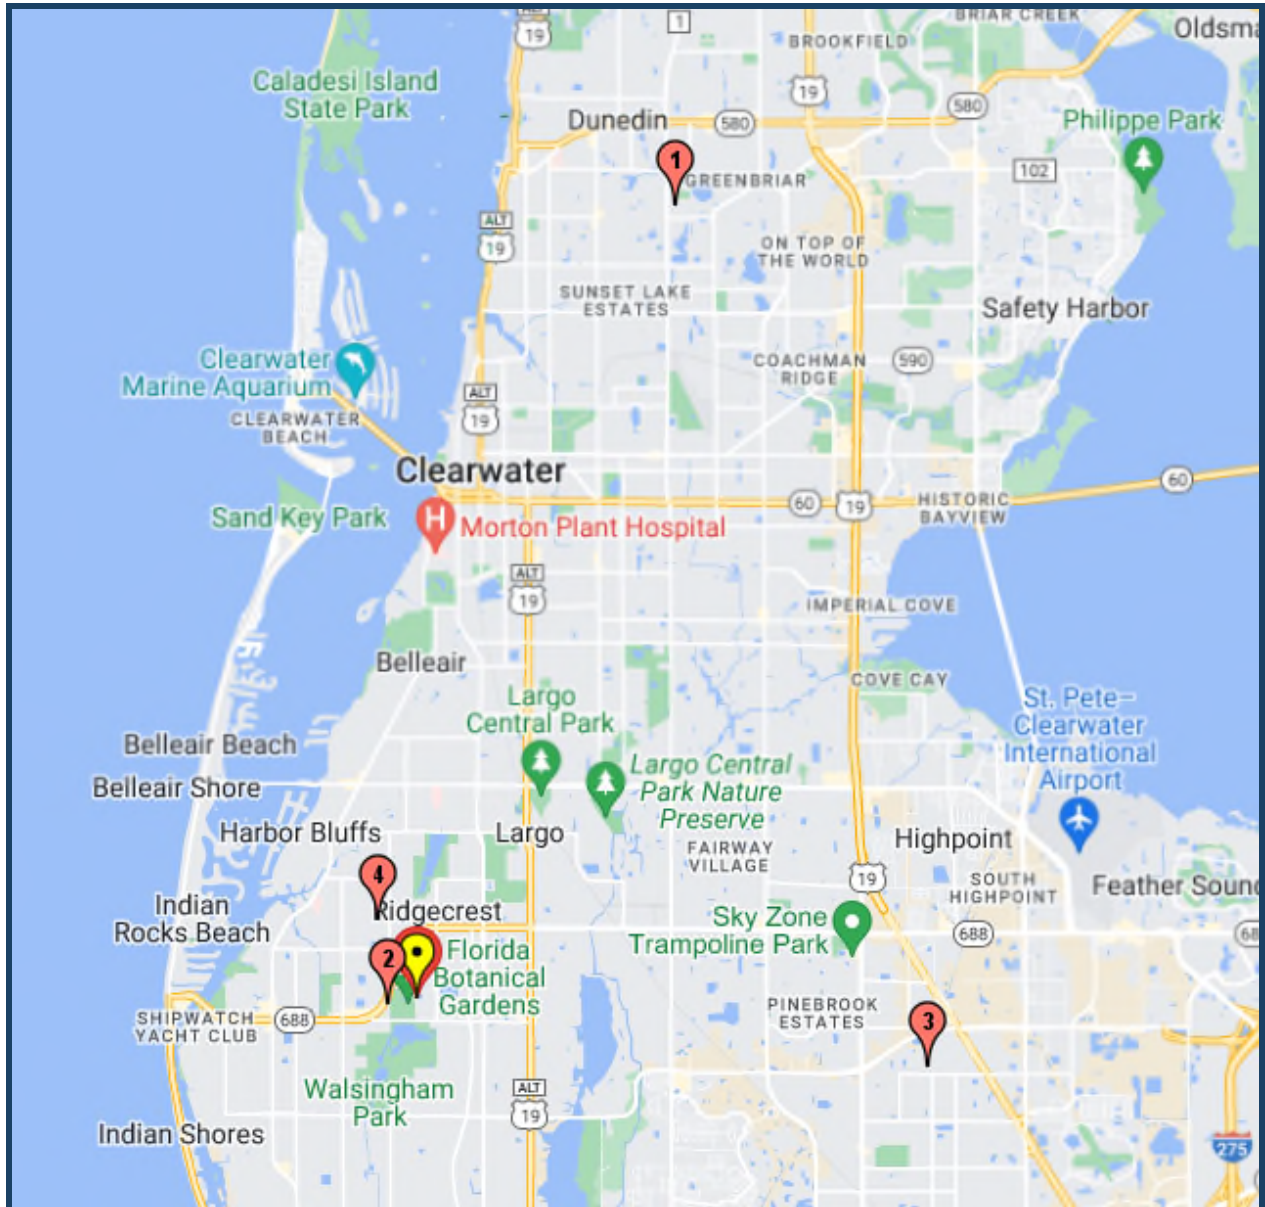 BRIAR CREEK
19
1
Oldsma
BROOKFIELD
Caladesi Island
State Park
19
580
Dunedin
580
Philippe Park
1
GREENBRIAR
102
ALT
19
ON TOP OF
THE WORLD
SUNSET LAKE
ESTATES
Safety Harbor
Clearwater
Marine Aquarium
COACHMAN
RIDGE
590
ALT
19
CLEARWATER
BEACH
Clearwater
60
60
19
HISTORIC
BAYVIEW
Sand Key Park
H
Morton Plant Hospital
ALT
19
IMPERIAL COVE
Belleair
COVE CAY
Largo
Central Park
St. Pete–
Clearwater
International
Airport
Belleair Beach
Largo Central
Park Nature
Preserve
Belleair Shore
Harbor Bluffs
Largo
Highpoint
FAIRWAY
VILLAGE
4
19
SOUTH
HIGHPOINT
Feather Sound
Indian
Rocks Beach
Ridgecrest
Sky Zone
Trampoline Park
688
68
2
Florida
Botanical
Gardens
SHIPWATCH
YACHT CLUB
688
PINEBROOK
ESTATES
3
Walsingham
Park
ALT
19
Indian Shores
275